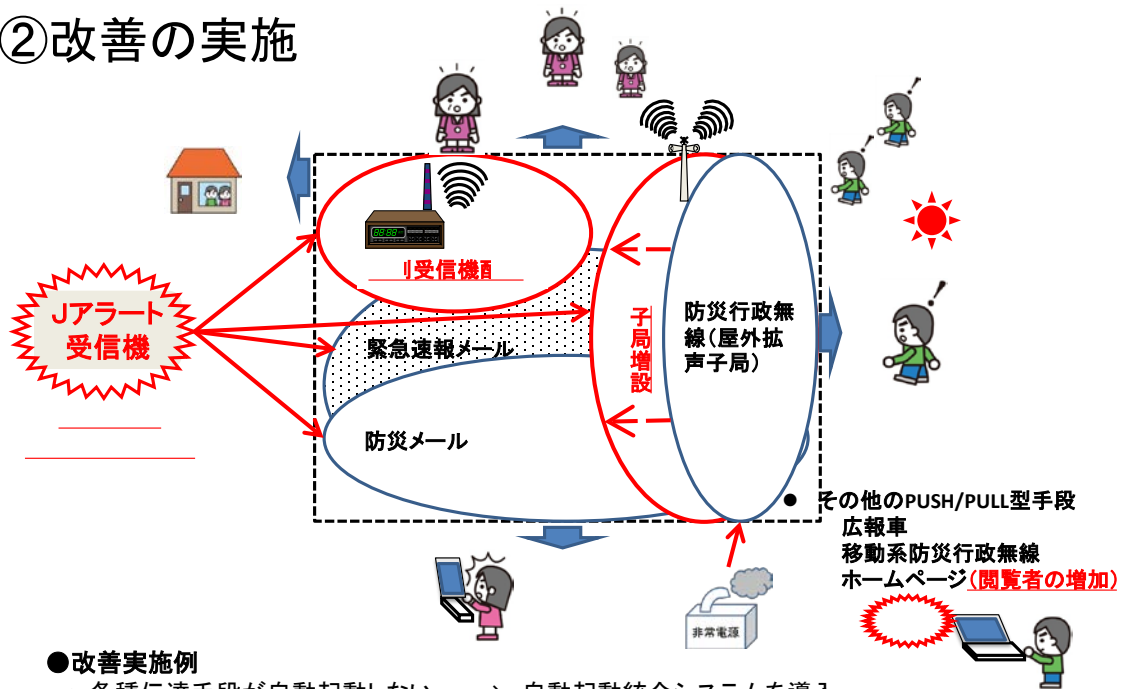 ②改善の実施
受信機
緊急速報メール
防災メール
子局増設
防災行政無
線（屋外拡
声子局）
Jアラート
受信機
● その他のPUSH/PULL型手段
広報車
移動系防災行政無線
ホームページ（閲覧者の増加）
非常電源
●改善実施例